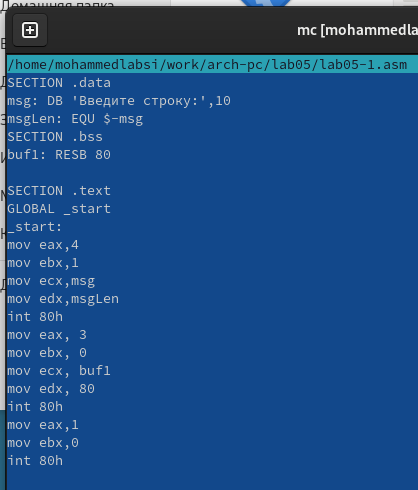 Домашняя папка
mc [mohammedla
/home/mohammedlabsi/work/arch-pc/lab05/lab05-1.asm
SECTION .data
msg: DB 'Введите строку:',10
msgLen: EQU $-msg
SECTION .bss
buf1: RESB 80
SECTION .text
GLOBAL _start
_start:
mov eax,4
mov ebx,1
mov ecx,msg
mov edx,msgLen
int 80h
mov eax, 3
mov ebx, 0
mov ecx, buf1
mov edx, 80
int 80h
mov eax,1
mov ebx,0
int 80h